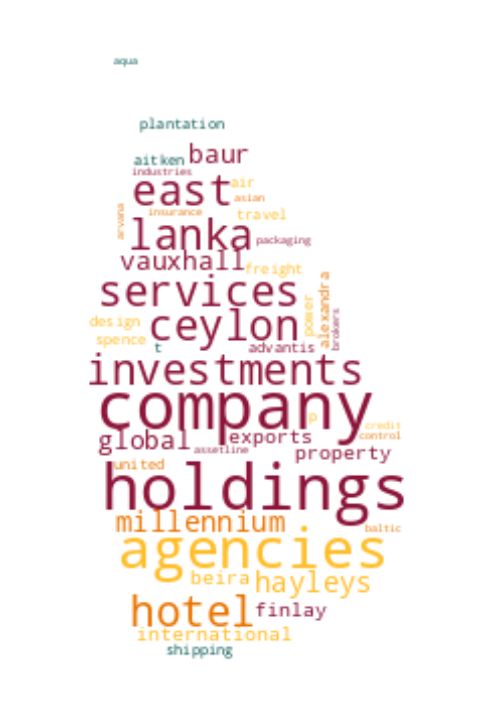 aqua
plantation
aitken baur
industries
east air
asian
arvana insurance travel
lanka packaging
vauxhall freight
services power alexandra
design ceylon brokers
spence t advantis
investments
company p credit
global exports control
assetline property
united
holdings
millennium baltic
agencies
beira hayleys
hotel finlay
international
shipping